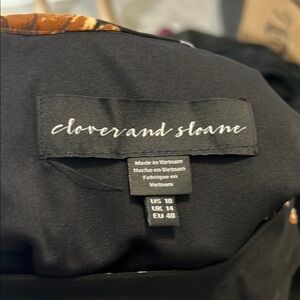 clover and sloane
Made in Vietnam
Hecho en Vietnam
Fabriqué en
Vietnam
US 10
UK 14
EU 40